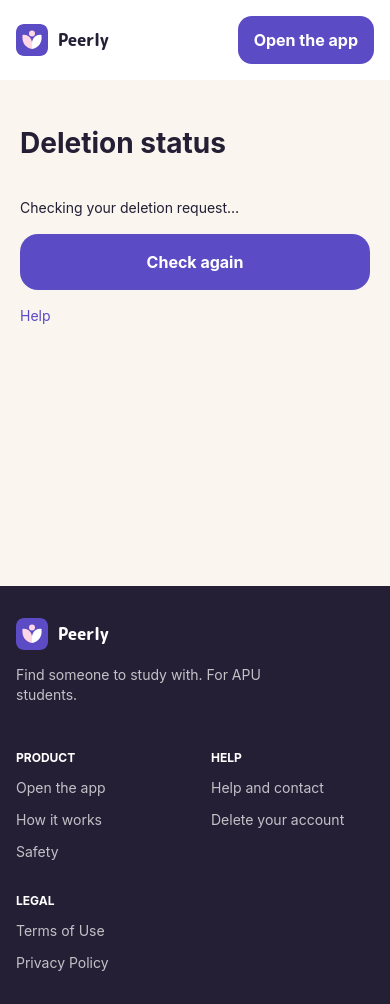 Peerly
Open the app
Deletion status
Checking your deletion request...
Check again
Help
Peerly
Find someone to study with. For APU
students.
PRODUCT
Open the app
How it works
Safety
HELP
Help and contact
Delete your account
LEGAL
Terms of Use
Privacy Policy